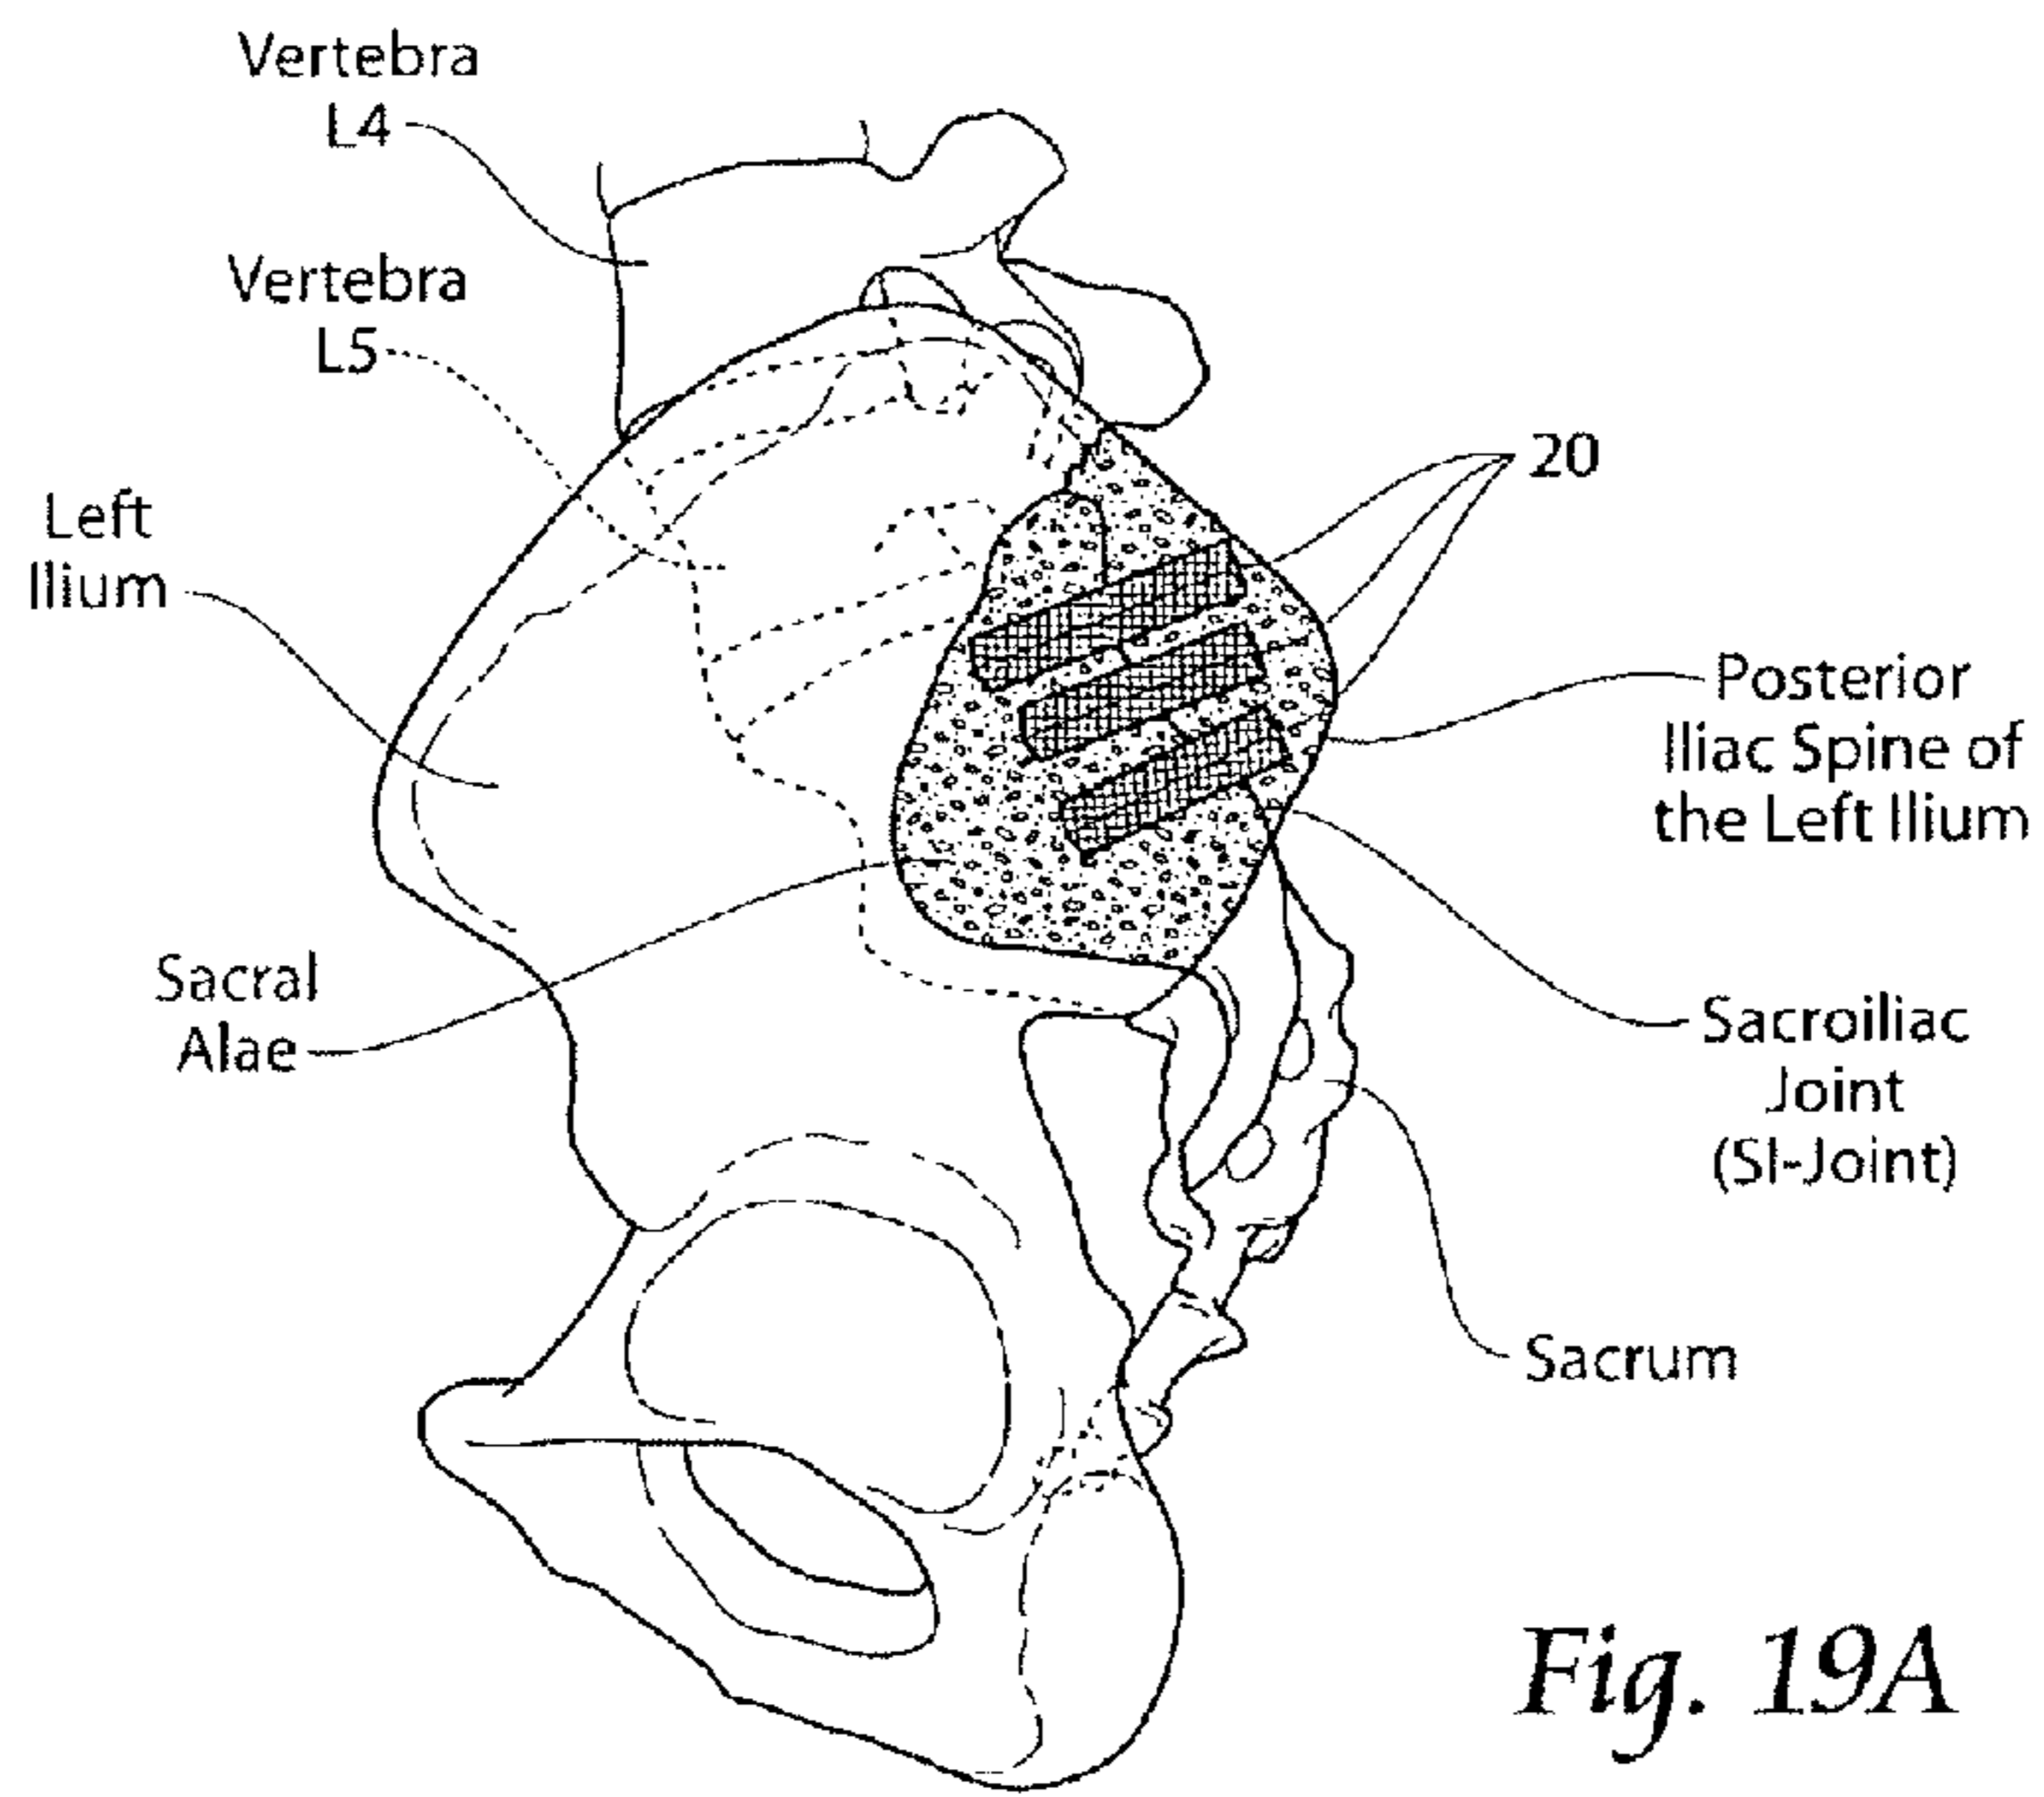 Vertebra
L4
Vertebra
L5
Left
Ilium
20
Posterior
Iliac Spine of
the Left Ilium
Sacral
Alae
Sacroiliac
Joint
(SI-Joint)
Sacrum
Fig. 19A